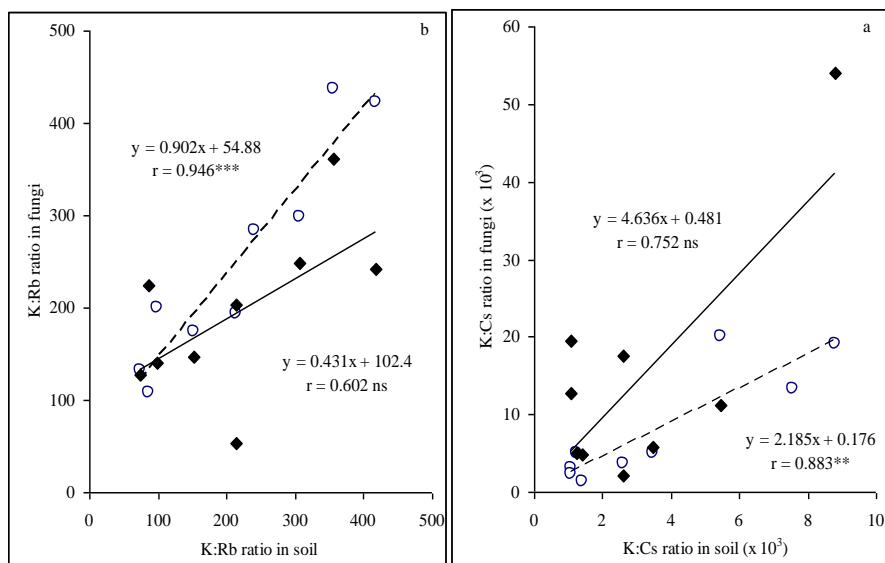 b
500
400
300
200
100
0
K:Rb ratio in fungi
y = 0.902x + 54.88
r = 0.946***
y = 0.431x + 102.4
r = 0.602 ns
0 100 200 300 400 500
K:Rb ratio in soil
a
60
50
40
30
20
10
0
K:Cs ratio in fungi (x 10³)
y = 4.636x + 0.481
r = 0.752 ns
y = 2.185x + 0.176
r = 0.883**
0 2 4 6 8 10
K:Cs ratio in soil (x 10³)